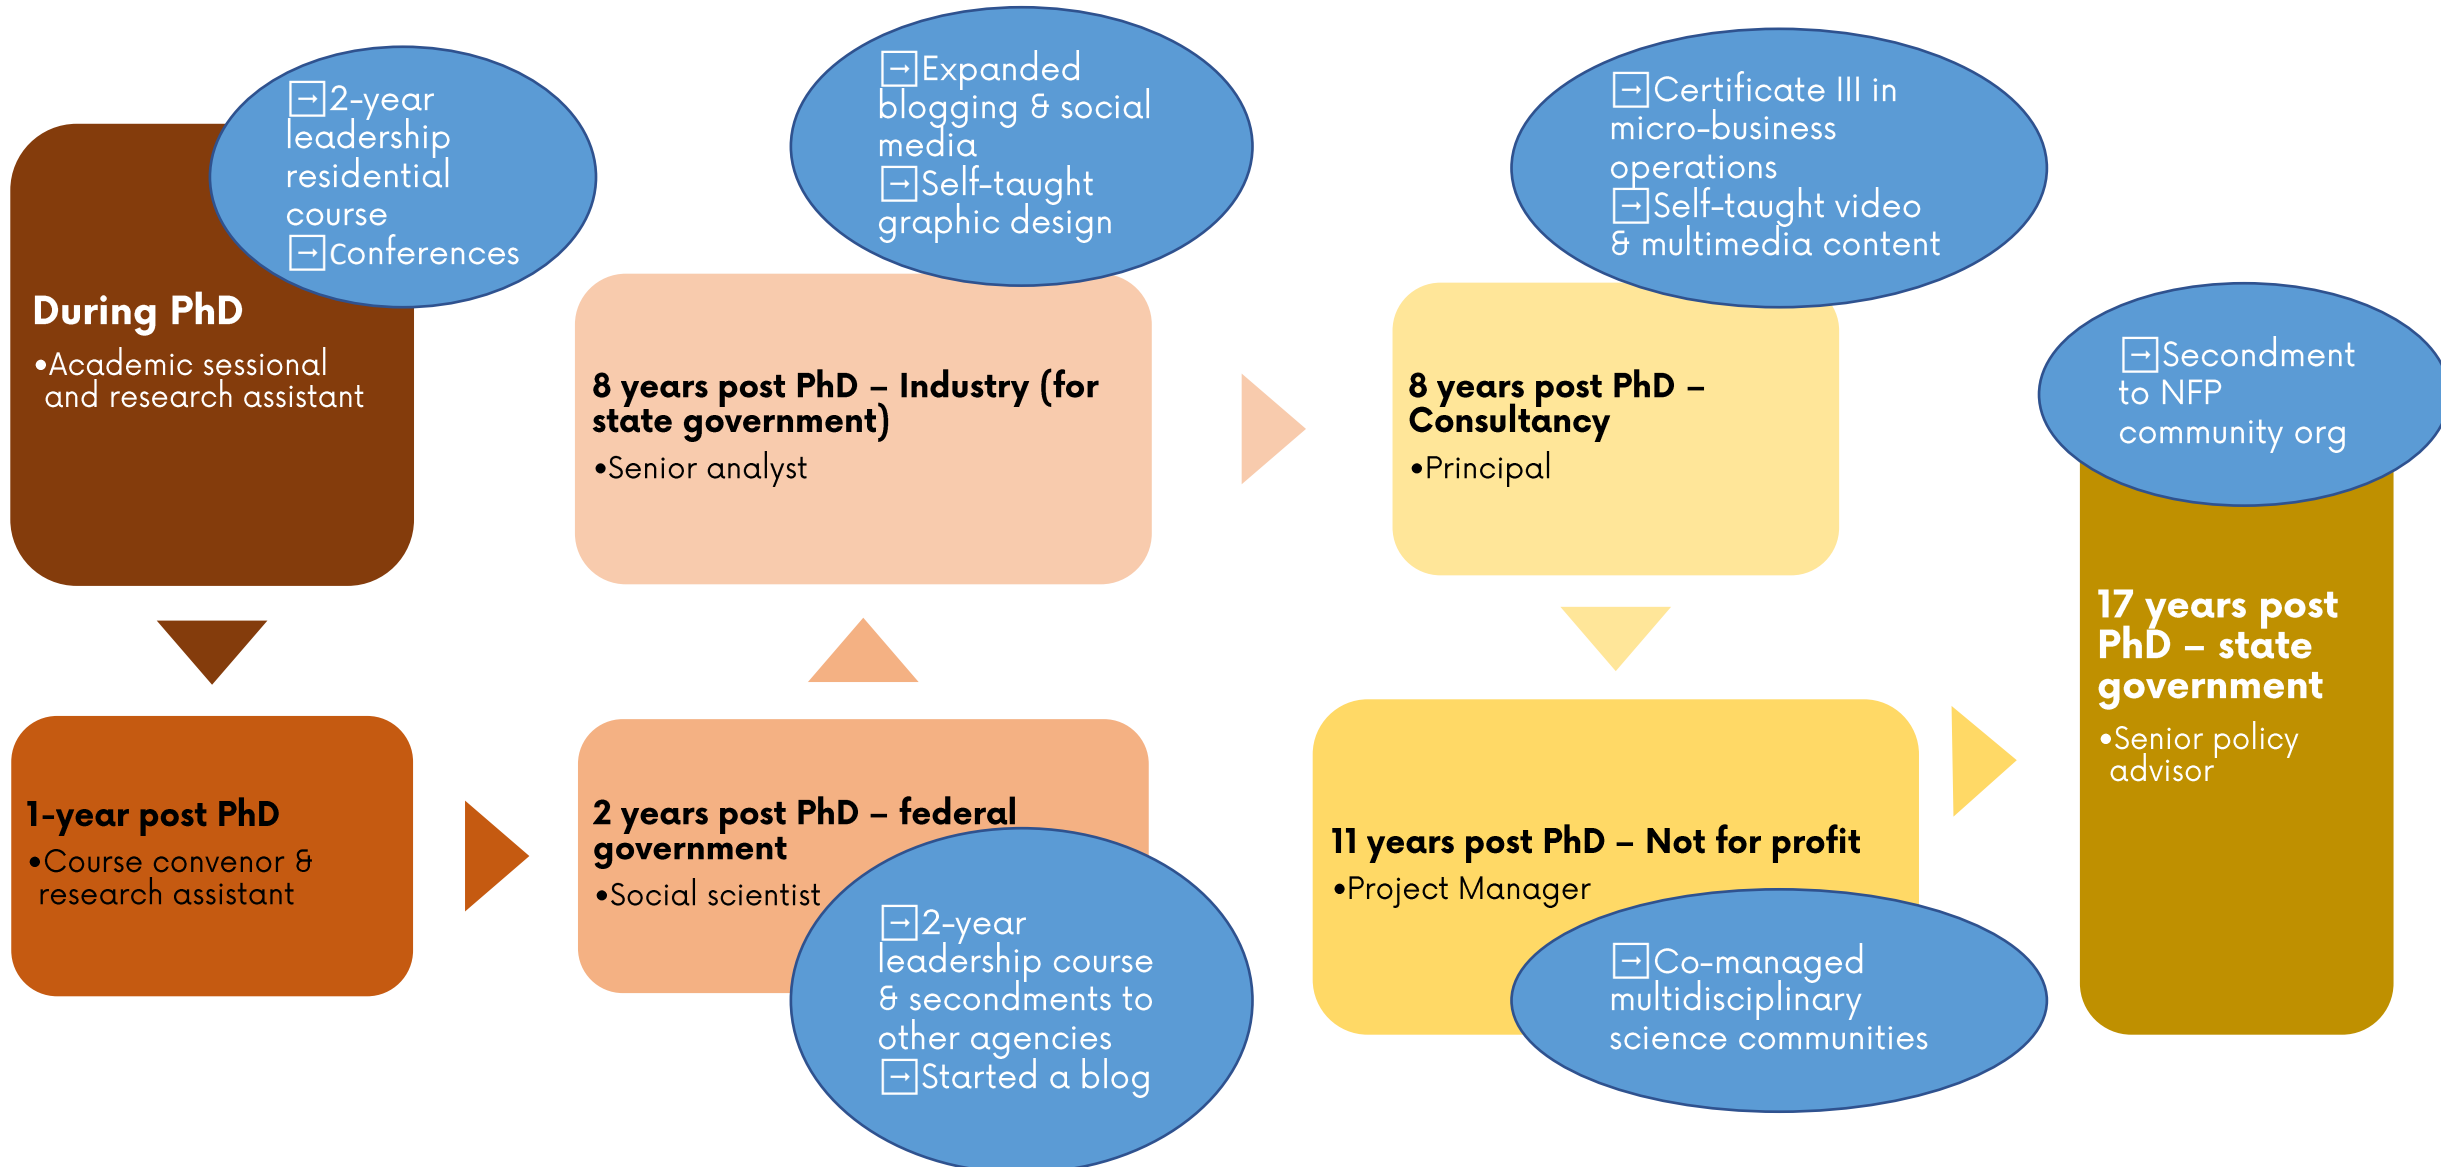 →2-year
leadership
residential
course
→Conferences
During PhD
•Academic sessional
and research assistant
1-year post PhD
•Course convenor &
research assistant
2 years post PhD – federal
government
•Social scientist
→2-year
leadership course
& secondments to
other agencies
→Started a blog
→Expanded
blogging & social
media
→Self-taught
graphic design
8 years post PhD – Industry (for
state government)
•Senior analyst
→Certificate III in
micro-business
operations
→Self-taught video
& multimedia content
8 years post PhD –
Consultancy
•Principal
11 years post PhD – Not for profit
•Project Manager
→Co-managed
multidisciplinary
science communities
→Secondment
to NFP
community org
17 years post
PhD – state
government
•Senior policy
advisor